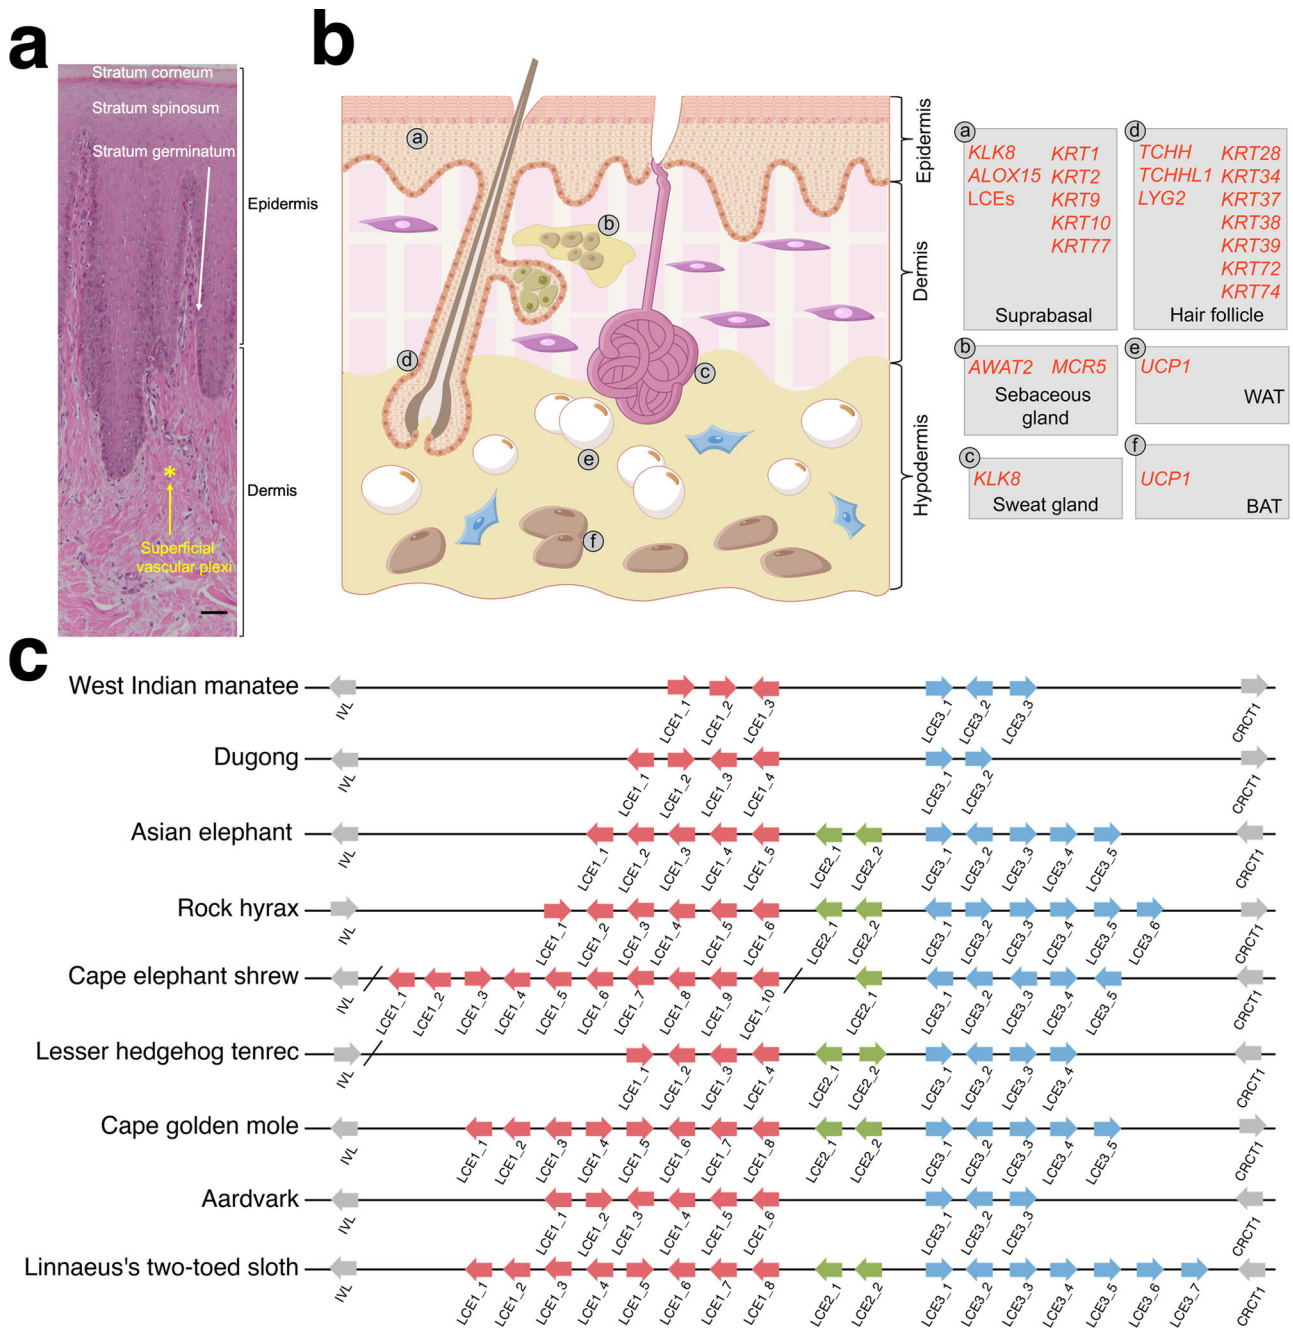 a
Stratum corneum
Stratum spinosum
Stratum germinatum
Epidermis
Dermis
*
Superficial
vascular plexi
b
a
b
c
d
e
f
Epidermis
Dermis
Hypodermis
a
KLK8 KRT1
ALOX15 KRT2
LCEs KRT9
KRT10
KRT77
Suprabasal
d
TCHH KRT28
TCHHL1 KRT34
LYG2 KRT37
KRT38
KRT39
KRT72
KRT74
Hair follicle
b
AWAT2 MCR5
Sebaceous
gland
e
UCP1
WAT
c
KLK8
Sweat gland
f
UCP1
BAT
c
West Indian manatee
IVL LCE1_1 LCE1_2 LCE1_3 LCE3_1 LCE3_2 LCE3_3 CRCT1
Dugong
IVL LCE1_1 LCE1_2 LCE1_3 LCE1_4 LCE3_1 LCE3_2 CRCT1
Asian elephant
IVL LCE1_1 LCE1_2 LCE1_3 LCE1_4 LCE1_5 LCE2_1 LCE2_2 LCE3_1 LCE3_2 LCE3_3 LCE3_4 LCE3_5 CRCT1
Rock hyrax
IVL LCE1_1 LCE1_2 LCE1_3 LCE1_4 LCE1_5 LCE1_6 LCE2_1 LCE2_2 LCE3_1 LCE3_2 LCE3_3 LCE3_4 LCE3_5 LCE3_6 CRCT1
Cape elephant shrew
IVL LCE1_1 LCE1_2 LCE1_3 LCE1_4 LCE1_5 LCE1_6 LCE1_7 LCE1_8 LCE1_9 LCE1_10 LCE2_1 LCE3_1 LCE3_2 LCE3_3 LCE3_4 LCE3_5 CRCT1
Lesser hedgehog tenrec
IVL LCE1_1 LCE1_2 LCE1_3 LCE1_4 LCE2_1 LCE2_2 LCE3_1 LCE3_2 LCE3_3 LCE3_4 CRCT1
Cape golden mole
IVL LCE1_1 LCE1_2 LCE1_3 LCE1_4 LCE1_5 LCE1_6 LCE1_7 LCE1_8 LCE2_1 LCE2_2 LCE3_1 LCE3_2 LCE3_3 LCE3_4 LCE3_5 CRCT1
Aardvark
IVL LCE1_1 LCE1_2 LCE1_3 LCE1_4 LCE1_5 LCE1_6 LCE3_1 LCE3_2 LCE3_3 CRCT1
Linnaeus's two-toed sloth
IVL LCE1_1 LCE1_2 LCE1_3 LCE1_4 LCE1_5 LCE1_6 LCE1_7 LCE1_8 LCE2_1 LCE2_2 LCE3_1 LCE3_2 LCE3_3 LCE3_4 LCE3_5 LCE3_6 LCE3_7 CRCT1